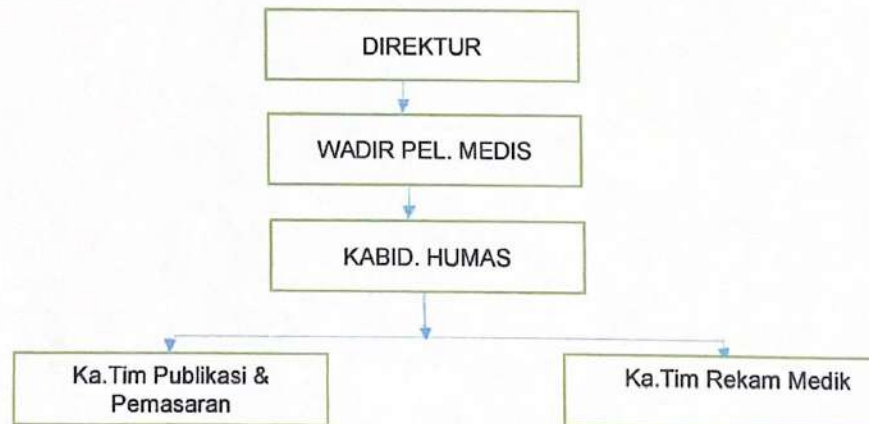 DIREKTUR
WADIR PEL. MEDIS
KABID. HUMAS
Ka.Tim Publikasi &
Pemasaran
Ka.Tim Rekam Medik